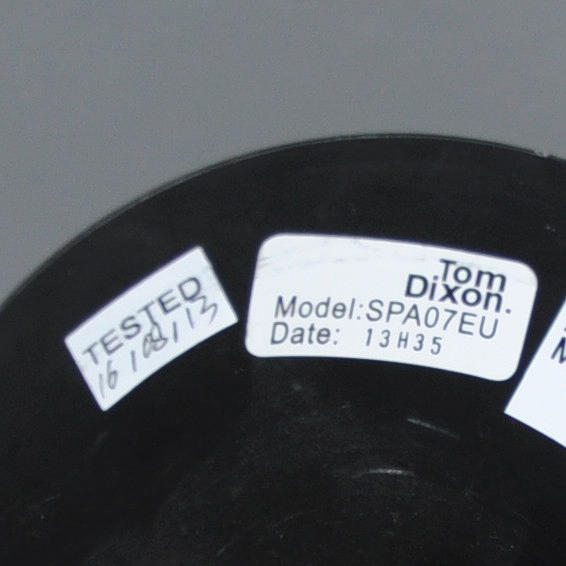 TESTED
16/08/13
Tom
Dixon.
Model:SPA07EU
Date: 13H35